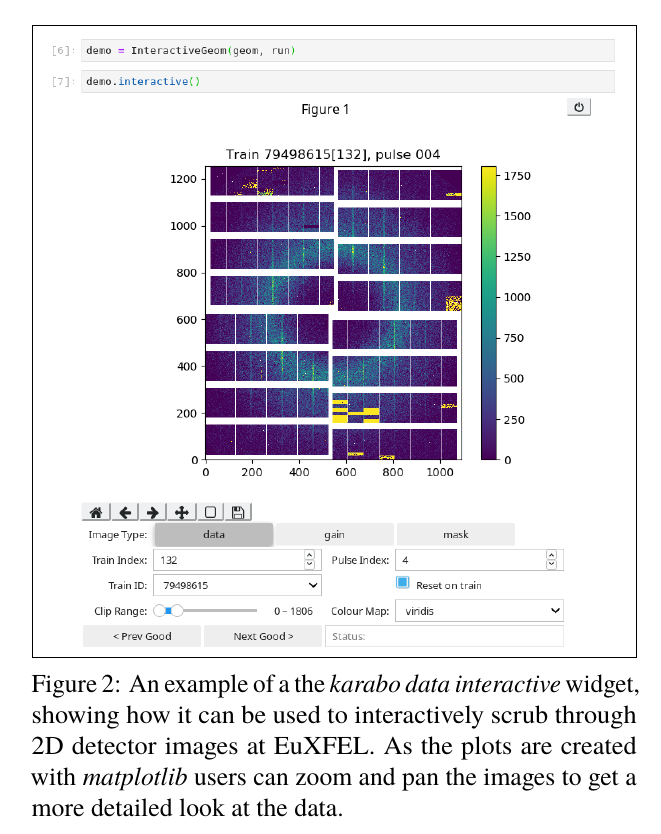 [6]: demo = InteractiveGeom(geom, run)
[7]: demo.interactive()
Figure 1
Train 79498615[132], pulse 004
1200
1000
800
600
400
200
0
0 200 400 600 800 1000
1750
1500
1250
1000
750
500
250
0
Image Type: data gain mask
Train Index: 132 Pulse Index: 4
Train ID: 79498615 Reset on train
Clip Range: 0 – 1806 Colour Map: viridis
< Prev Good Next Good > Status:
Figure 2: An example of a the karabo data interactive widget,
showing how it can be used to interactively scrub through
2D detector images at EuXFEL. As the plots are created
with matplotlib users can zoom and pan the images to get a
more detailed look at the data.